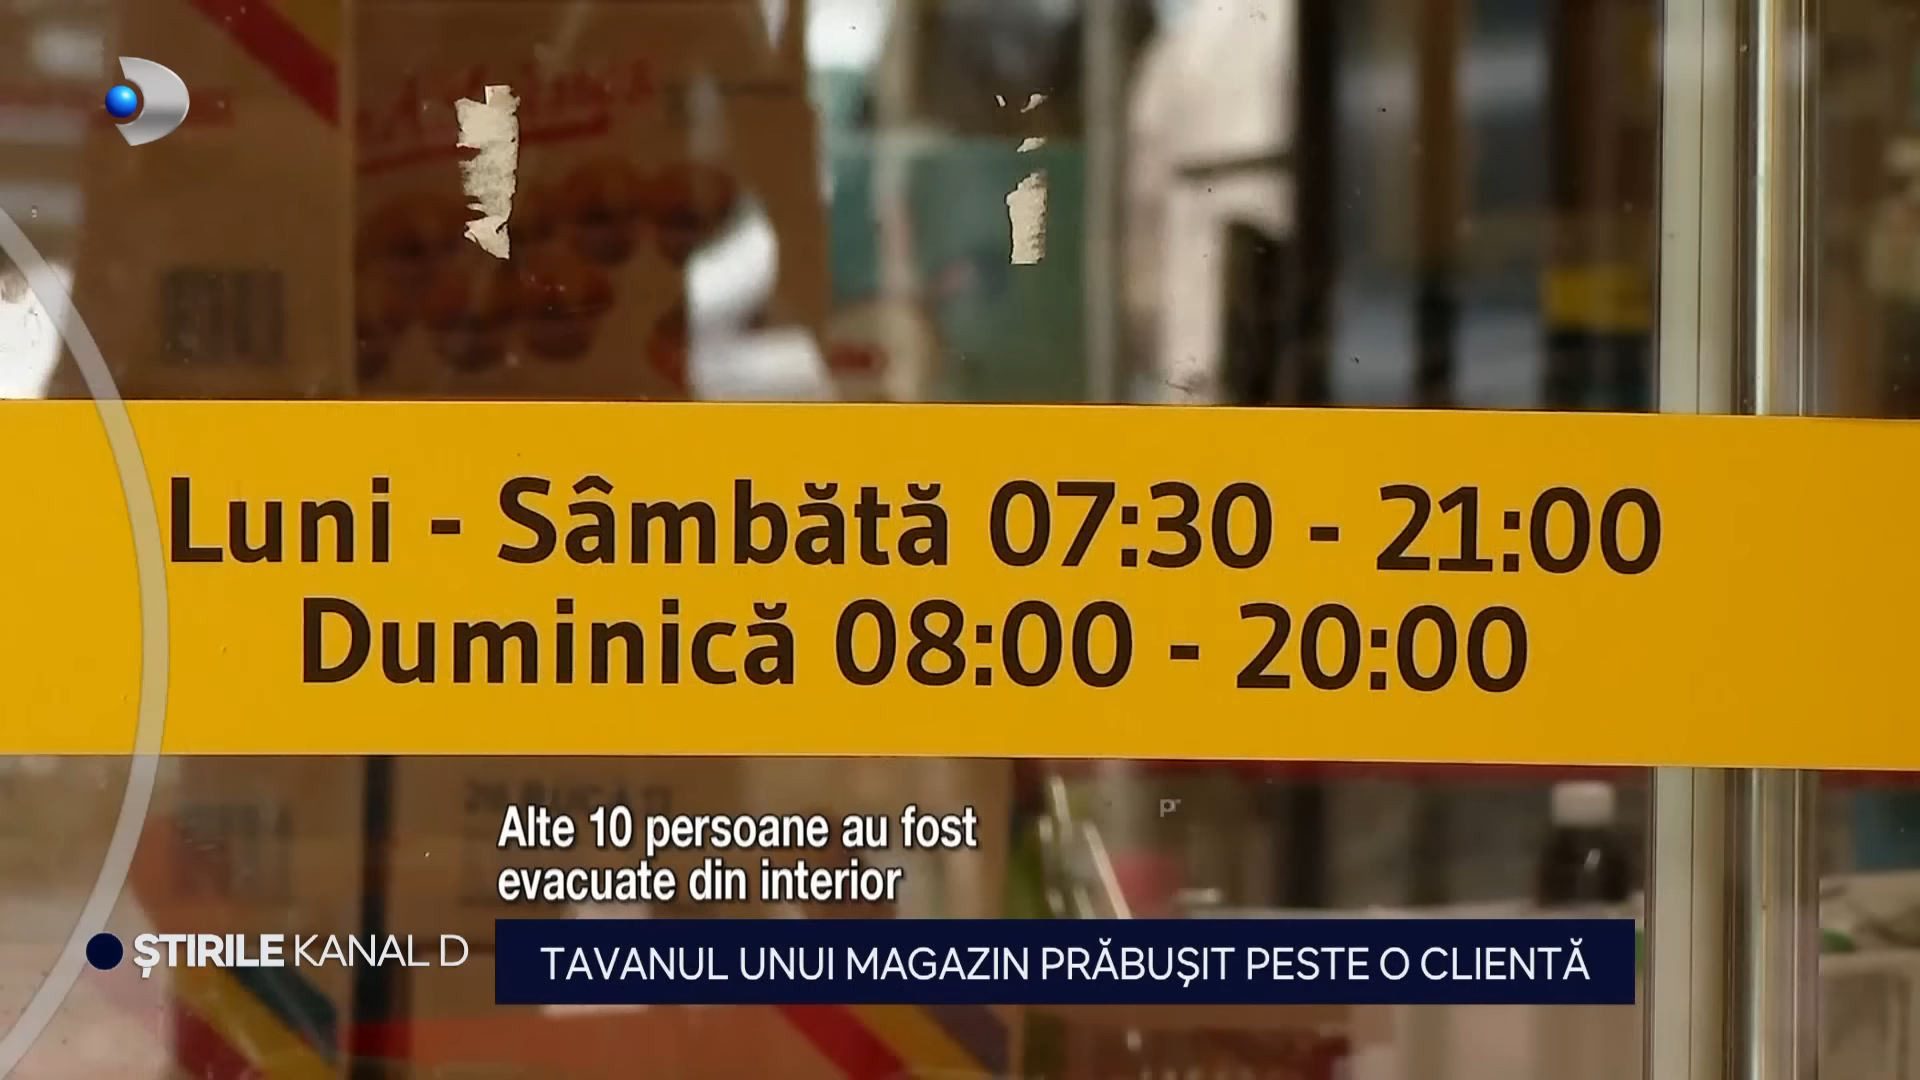 Luni - Sâmbătă 07:30 - 21:00
Duminică 08:00 - 20:00
Alte 10 persoane au fost
evacuate din interior
ȘTIRILE KANAL D
TAVANUL UNUI MAGAZIN PRĂBUȘIT PESTE O CLIENTĂ